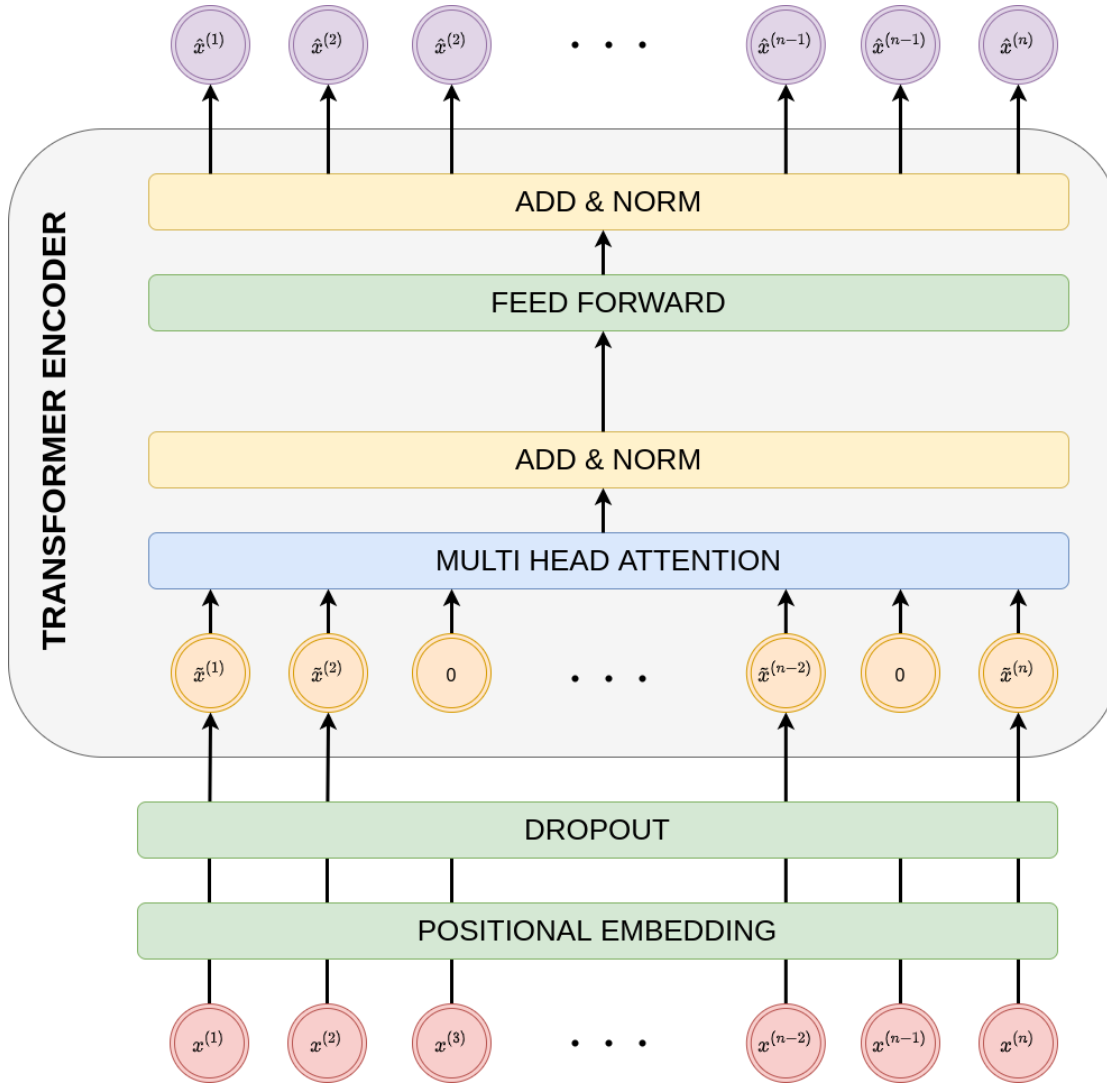 x̂^(1) x̂^(2) x̂^(2) . . . x̂^(n−1) x̂^(n−1) x̂^(n)
ADD & NORM
FEED FORWARD
TRANSFORMER ENCODER
ADD & NORM
MULTI HEAD ATTENTION
x̃^(1) x̃^(2) 0 . . . x̃^(n−2) 0 x̃^(n)
DROPOUT
POSITIONAL EMBEDDING
x^(1) x^(2) x^(3) . . . x^(n−2) x^(n−1) x^(n)